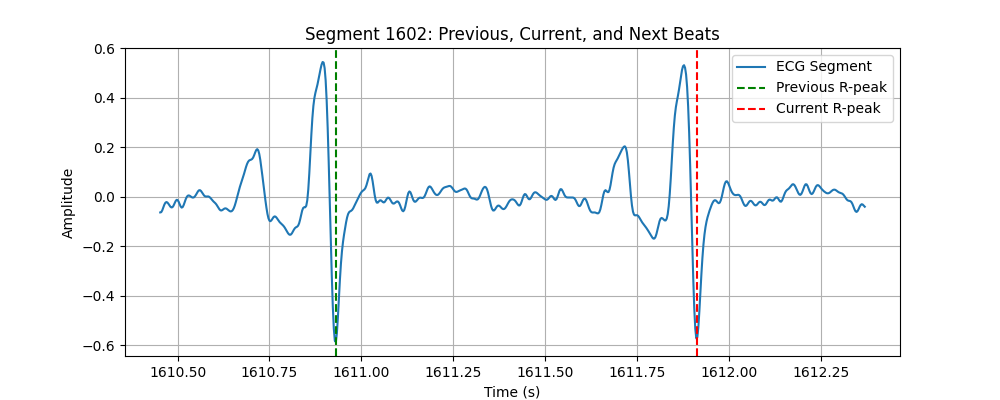 Segment 1602: Previous, Current, and Next Beats
ECG Segment
Previous R-peak
Current R-peak
0.6
0.4
0.2
0.0
−0.2
−0.4
−0.6
Amplitude
1610.50 1610.75 1611.00 1611.25 1611.50 1611.75 1612.00 1612.25
Time (s)